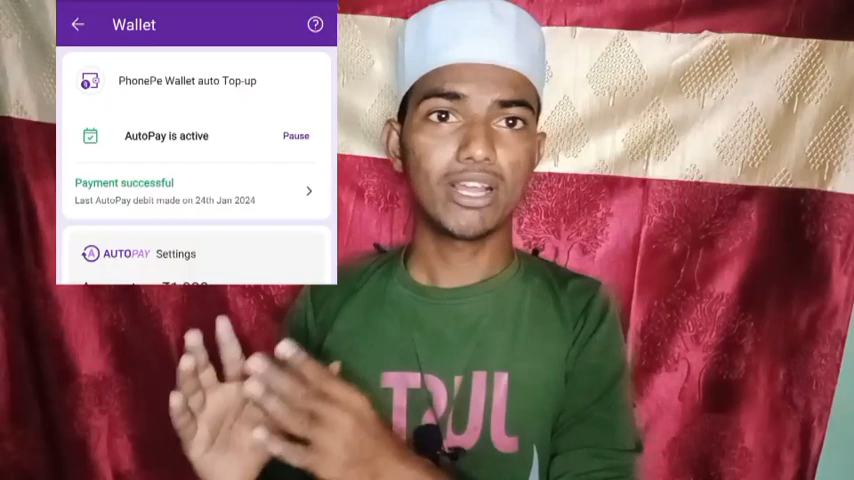 Wallet
PhonePe Wallet auto Top-up
AutoPay is active
Pause
Payment successful
Last AutoPay debit made on 24th Jan 2024
AUTOPAY Settings